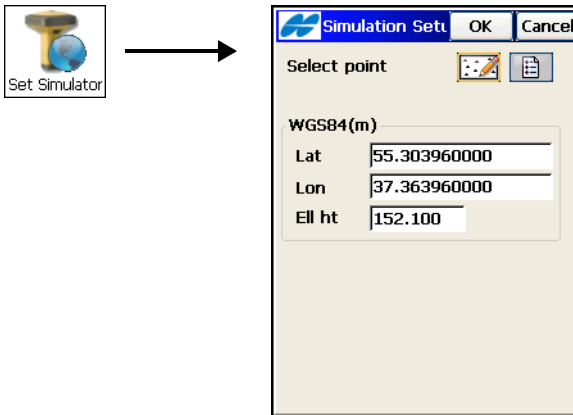 Set Simulator
Simulation Setu OK Cancel
Select point
WGS84(m)
Lat 55.303960000
Lon 37.363960000
Ell ht 152.100